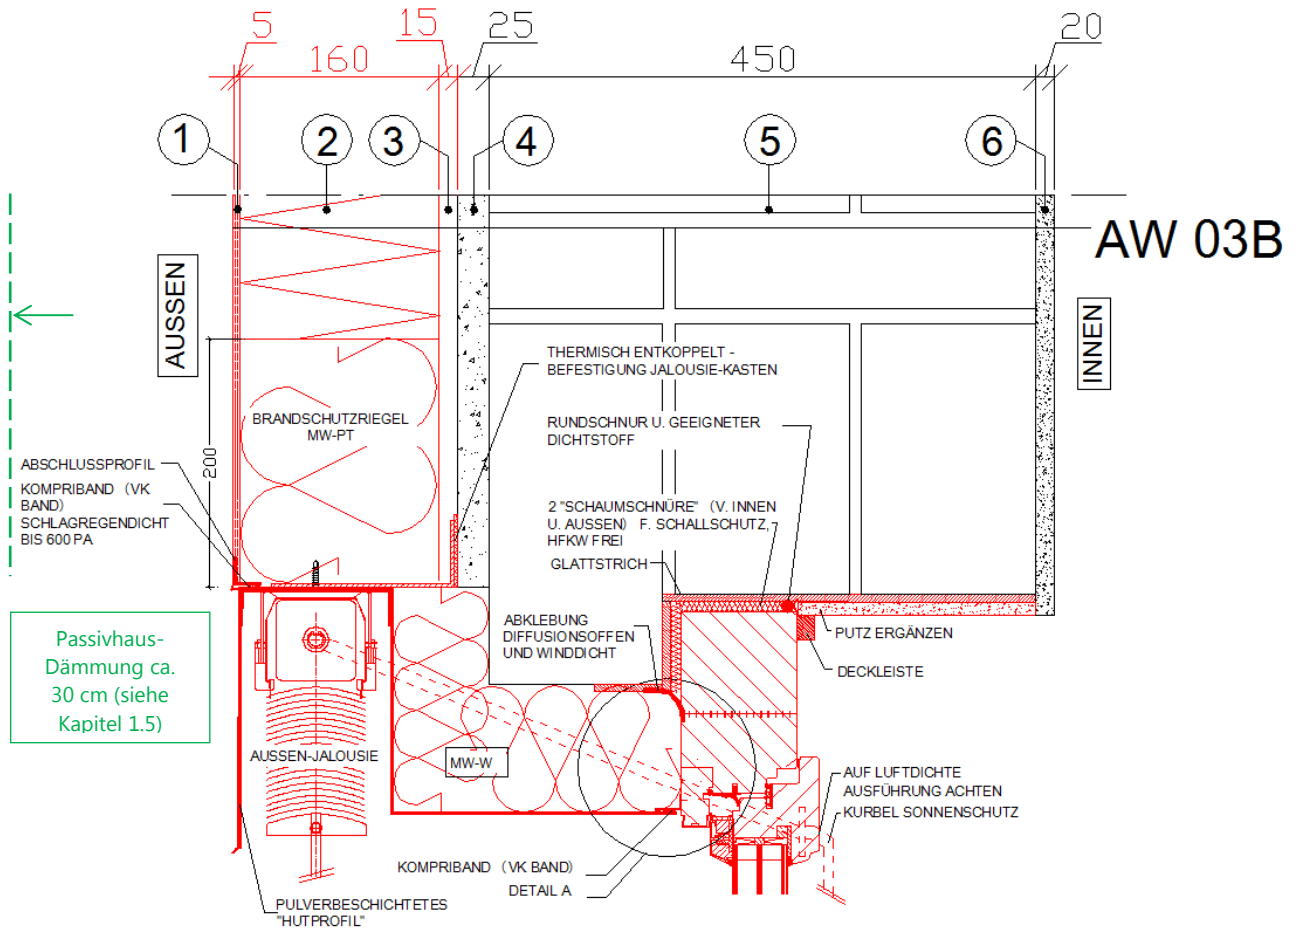 5
160
15
25
450
20
1
2
3
4
5
6
AW 03B
AUSSEN
INNEN
THERMISCH ENTKOPPELT -
BEFESTIGUNG JALOUSIE-KASTEN
BRANDSCHUTZRIEGEL
MW-PT
RUNDSCHNUR U. GEEIGNETER
DICHTSTOFF
200
ABSCHLUSSPROFIL
KOMPRIBAND (VK
BAND)
SCHLAGREGENDICHT
BIS 600 PA
2 "SCHAUMSCHNÜRE" (V. INNEN
U. AUSSEN) F. SCHALLSCHUTZ,
HFKW FREI
GLATTSTRICH
ABKLEBUNG
DIFFUSIONSOFFEN
UND WINDDICHT
PUTZ ERGÄNZEN
DECKLEISTE
Passivhaus-
Dämmung ca.
30 cm (siehe
Kapitel 1.5)
AUSSEN-JALOUSIE
MW-W
AUF LUFTDICHTE
AUSFÜHRUNG ACHTEN
KURBEL SONNENSCHUTZ
KOMPRIBAND (VK BAND)
DETAIL A
PULVERBESCHICHTETES
"HUTPROFIL"